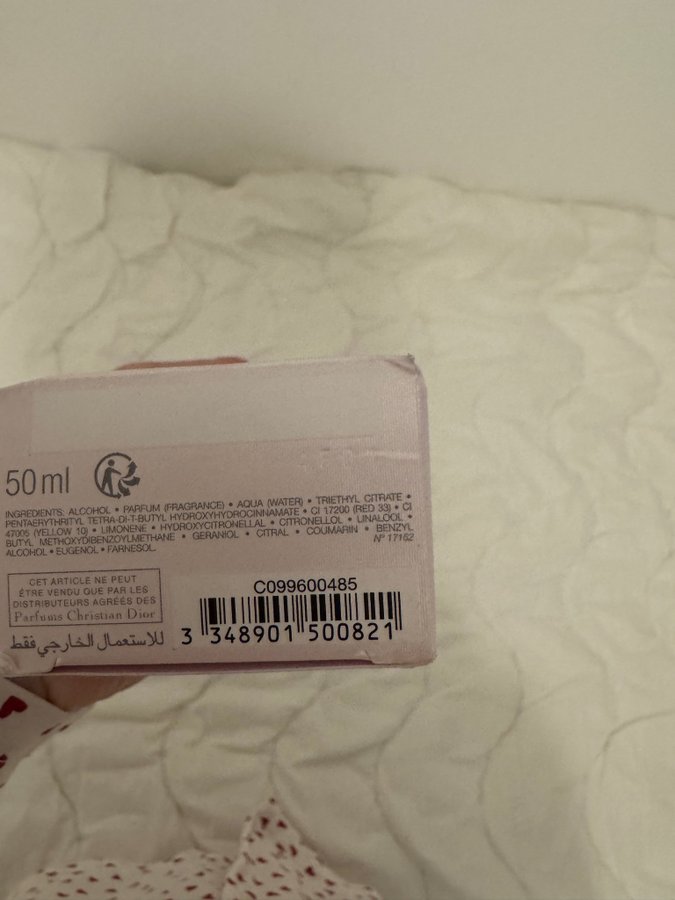 50 ml
INGREDIENTS: ALCOHOL • PARFUM (FRAGRANCE) • AQUA (WATER) • TRIETHYL CITRATE •
PENTAERYTHRITYL TETRA-DI-T-BUTYL HYDROXYHYDROCINNAMATE • CI 17200 (RED 33) • CI
47005 (YELLOW 10) • LIMONENE • HYDROXYCITRONELLAL • CITRONELLOL • LINALOOL •
BUTYL METHOXYDIBENZOYLMETHANE • GERANIOL • CITRAL • COUMARIN • BENZYL
ALCOHOL • EUGENOL • FARNESOL.
N° 17162
CET ARTICLE NE PEUT
ÊTRE VENDU QUE PAR LES
DISTRIBUTEURS AGRÉÉS DES
Parfums Christian Dior
للاستعمال الخارجي فقط
C099600485
3 348901 500821